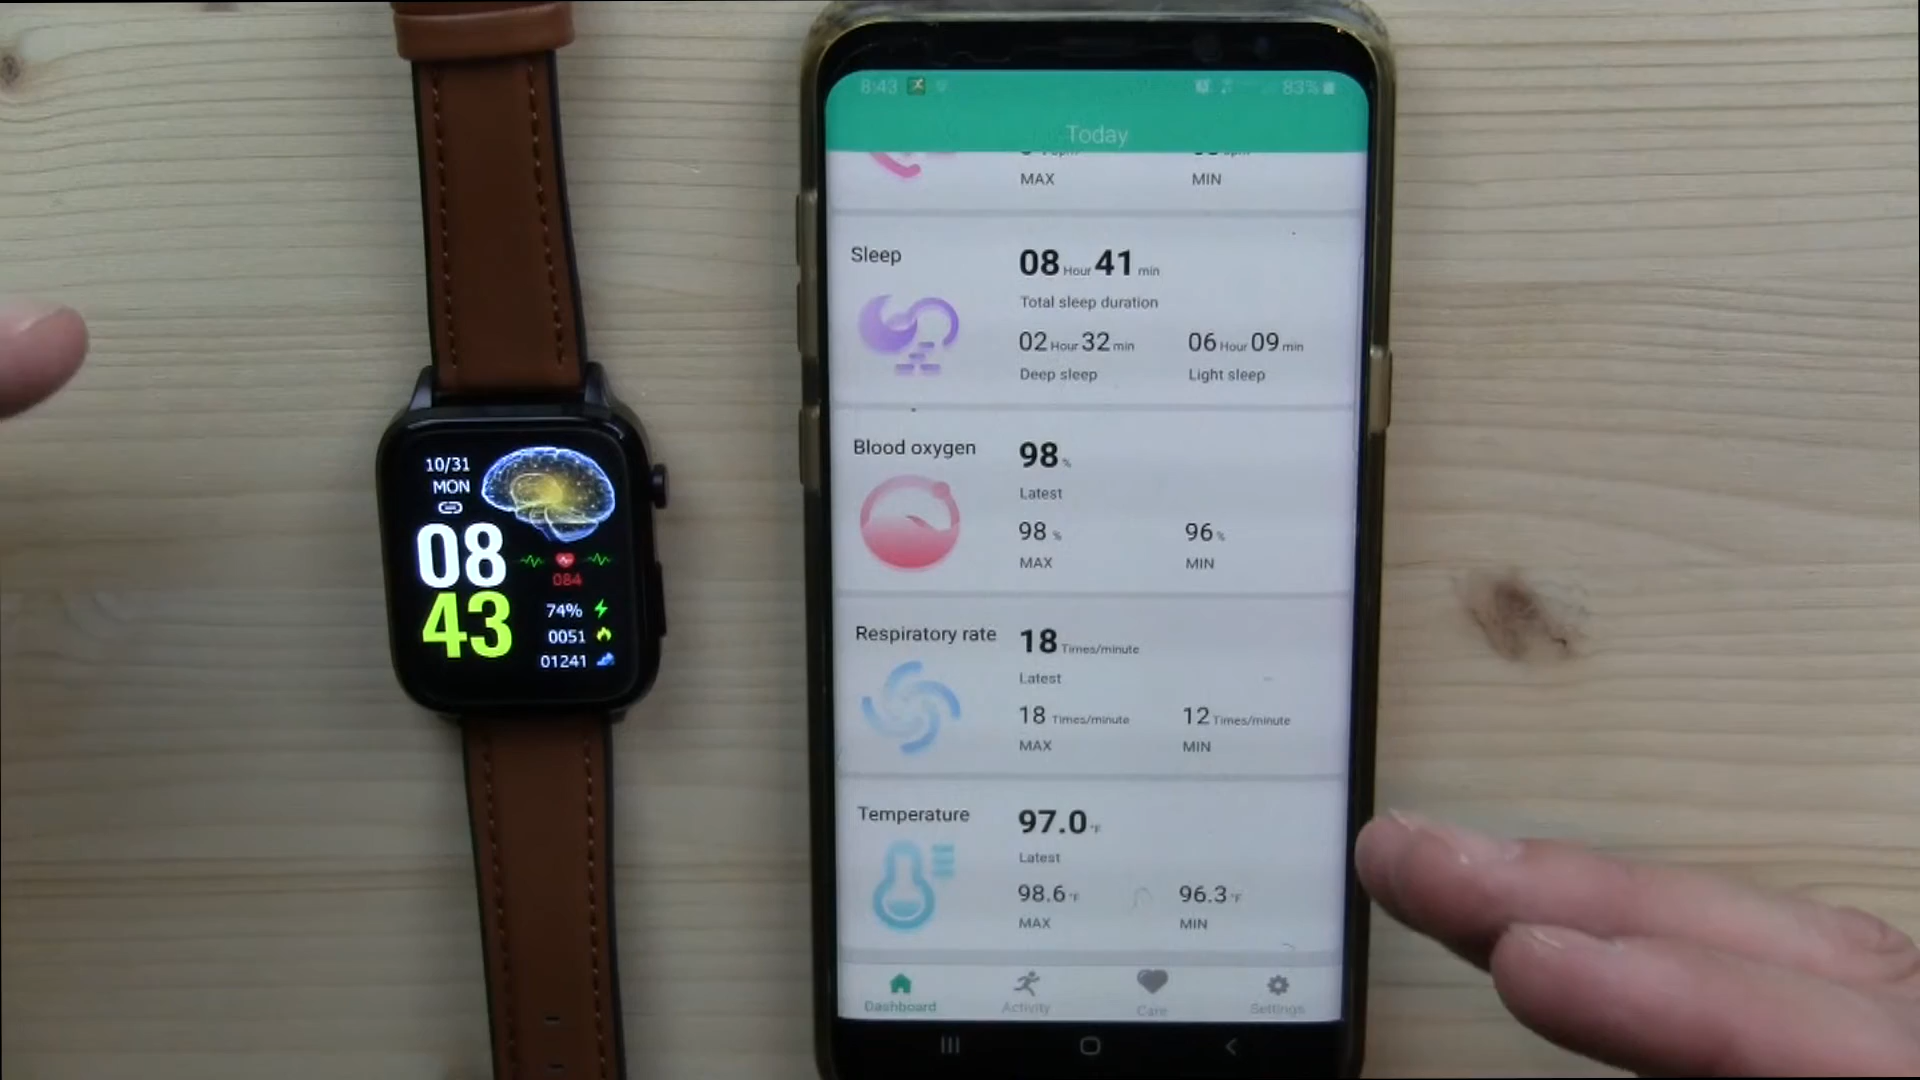 10/31
MON
08
43
084
74%
0051
01241
8:43
83%
Today
MAX MIN
Sleep
08 Hour 41 min
Total sleep duration
02 Hour 32 min 06 Hour 09 min
Deep sleep Light sleep
Blood oxygen
98 %
Latest
98 % 96 %
MAX MIN
Respiratory rate
18 Times/minute
Latest
18 Times/minute 12 Times/minute
MAX MIN
Temperature
97.0 °F
Latest
98.6 °F 96.3 °F
MAX MIN
Dashboard Activity Care Settings